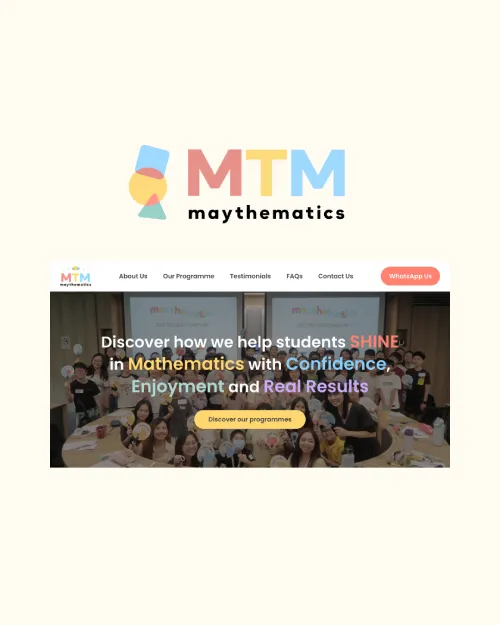 MTM
maythematics
MTM
maythematics
About Us Our Programme Testimonials FAQs Contact Us WhatsApp Us
Discover how we help students SHINE
in Mathematics with Confidence,
Enjoyment and Real Results
Discover our programmes